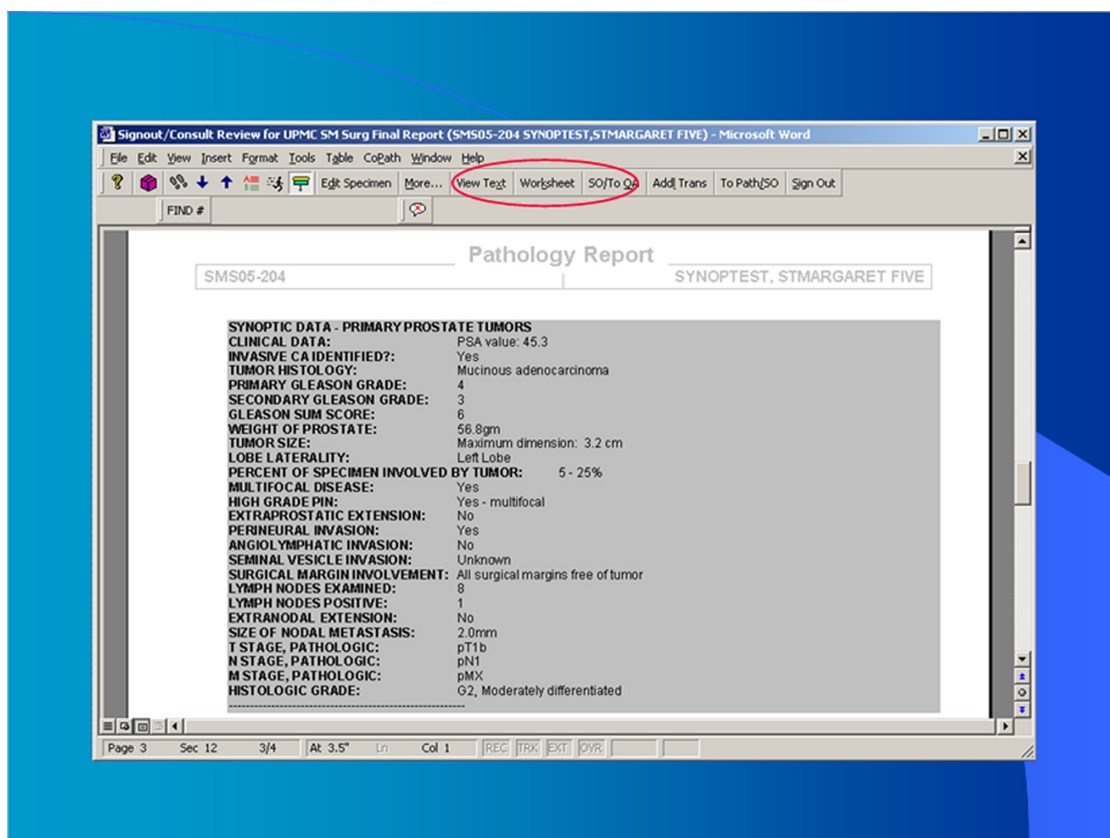 Signout/Consult Review for UPMC SM Surg Final Report (SMS05-204 SYNOPTEST,STMARGARET FIVE) - Microsoft Word
File Edit View Insert Format Tools Table CoPath Window Help
Edit Specimen More... View Text Worksheet SO/To QA Addl Trans To Path/SO Sign Out
FIND #
Pathology Report
SMS05-204 SYNOPTEST, STMARGARET FIVE
SYNOPTIC DATA - PRIMARY PROSTATE TUMORS
CLINICAL DATA: PSA value: 45.3
INVASIVE CA IDENTIFIED?: Yes
TUMOR HISTOLOGY: Mucinous adenocarcinoma
PRIMARY GLEASON GRADE: 4
SECONDARY GLEASON GRADE: 3
GLEASON SUM SCORE: 6
WEIGHT OF PROSTATE: 56.8gm
TUMOR SIZE: Maximum dimension: 3.2 cm
LOBE LATERALITY: Left Lobe
PERCENT OF SPECIMEN INVOLVED BY TUMOR: 5 - 25%
MULTIFOCAL DISEASE: Yes
HIGH GRADE PIN: Yes - multifocal
EXTRAPROSTATIC EXTENSION: No
PERINEURAL INVASION: Yes
ANGIOLYMPHATIC INVASION: No
SEMINAL VESICLE INVASION: Unknown
SURGICAL MARGIN INVOLVEMENT: All surgical margins free of tumor
LYMPH NODES EXAMINED: 8
LYMPH NODES POSITIVE: 1
EXTRANODAL EXTENSION: No
SIZE OF NODAL METASTASIS: 2.0mm
T STAGE, PATHOLOGIC: pT1b
N STAGE, PATHOLOGIC: pN1
M STAGE, PATHOLOGIC: pMX
HISTOLOGIC GRADE: G2, Moderately differentiated
Page 3 Sec 12 3/4 At 3.5" Ln Col 1 REC TRK EXT OVR